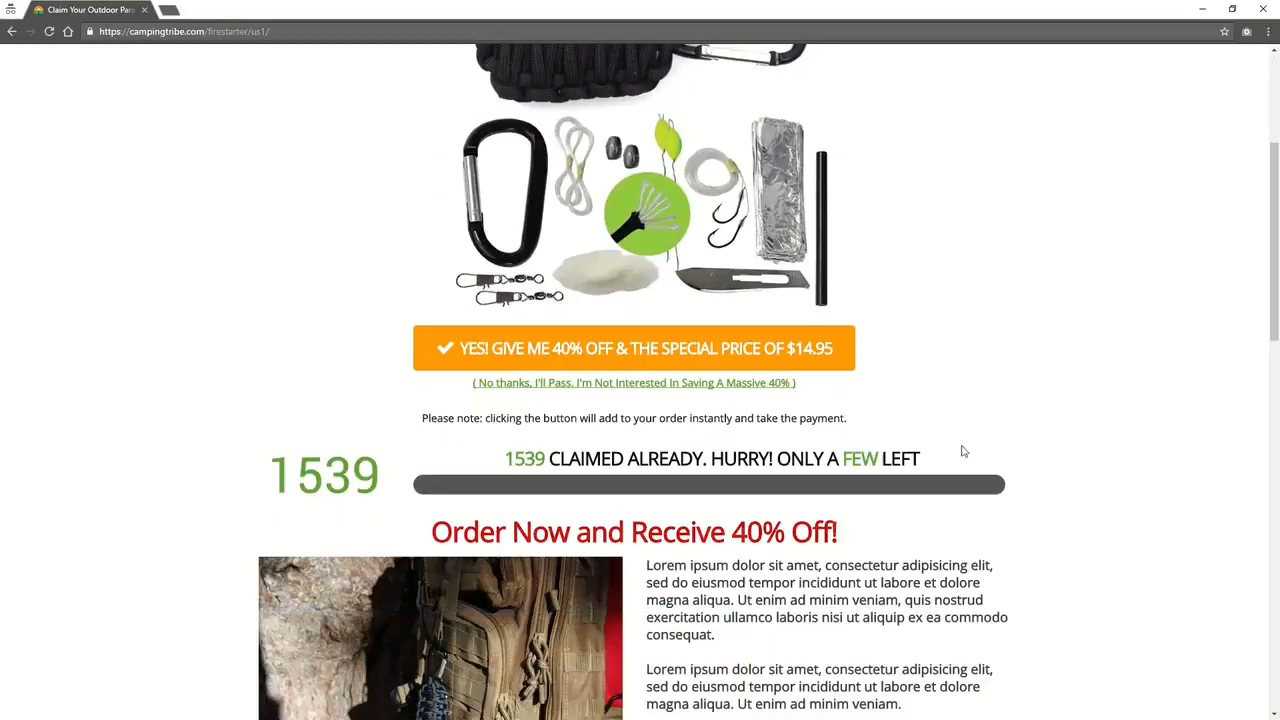 Claim Your Outdoor Para
https://campingtribe.com/firestarter/us1/
YES! GIVE ME 40% OFF & THE SPECIAL PRICE OF $14.95
( No thanks, I'll Pass. I'm Not Interested In Saving A Massive 40% )
Please note: clicking the button will add to your order instantly and take the payment.
1539
1539 CLAIMED ALREADY. HURRY! ONLY A FEW LEFT
Order Now and Receive 40% Off!
Lorem ipsum dolor sit amet, consectetur adipisicing elit,
sed do eiusmod tempor incididunt ut labore et dolore
magna aliqua. Ut enim ad minim veniam, quis nostrud
exercitation ullamco laboris nisi ut aliquip ex ea commodo
consequat.
Lorem ipsum dolor sit amet, consectetur adipisicing elit,
sed do eiusmod tempor incididunt ut labore et dolore
magna aliqua. Ut enim ad minim veniam.